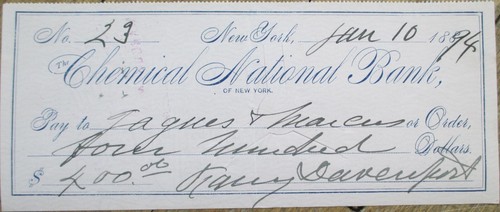 No. 23 New York, Jan 10 1894
The Chemical National Bank,
OF NEW YORK.
Pay to Jaques & Marcus or Order,
four hundred Dollars.
$ 400.00 Fanny Davenport